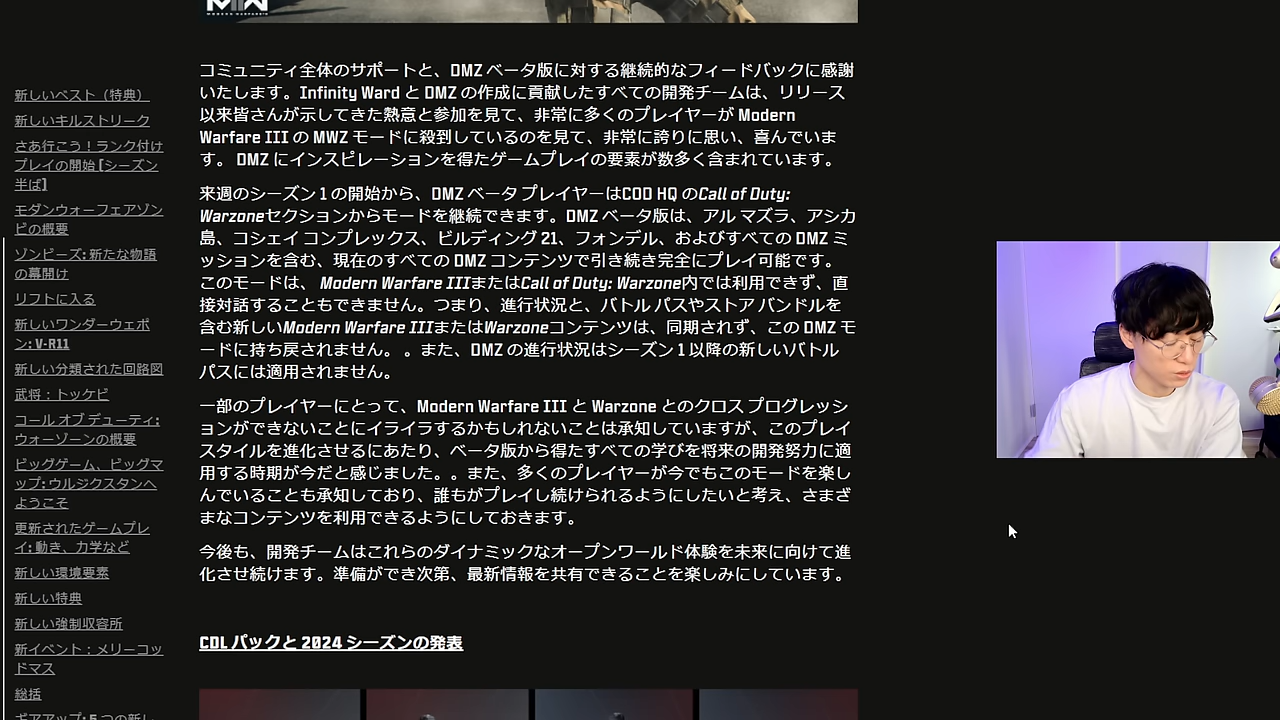 MW
コミュニティ全体のサポートと、DMZ ベータ版に対する継続的なフィードバックに感謝
いたします。Infinity Ward と DMZ の作成に貢献したすべての開発チームは、リリース
以来皆さんが示してきた熱意と参加を見て、非常に多くのプレイヤーが Modern
Warfare III の MWZ モードに殺到しているのを見て、非常に誇りに思い、喜んでいま
す。 DMZ にインスピレーションを得たゲームプレイの要素が数多く含まれています。
来週のシーズン 1 の開始から、DMZ ベータ プレイヤーはCOD HQ のCall of Duty:
Warzoneセクションからモードを継続できます。DMZ ベータ版は、アル マズラ、アシカ
島、コシェイ コンプレックス、ビルディング 21、フォンデル、およびすべての DMZ ミ
ッションを含む、現在のすべての DMZ コンテンツで引き続き完全にプレイ可能です。
このモードは、 Modern Warfare IIIまたはCall of Duty: Warzone内では利用できず、直
接対話することもできません。つまり、進行状況と、バトル パスやストア バンドルを
含む新しいModern Warfare IIIまたはWarzoneコンテンツは、同期されず、この DMZ モ
ードに持ち戻されません。 。また、DMZ の進行状況はシーズン 1 以降の新しいバトル
パスには適用されません。
一部のプレイヤーにとって、Modern Warfare III と Warzone とのクロス プログレッシ
ョンができないことにイライラするかもしれないことは承知していますが、このプレイ
スタイルを進化させるにあたり、ベータ版から得たすべての学びを将来の開発努力に適
用する時期が今だと感じました。。また、多くのプレイヤーが今でもこのモードを楽し
んでいることも承知しており、誰もがプレイし続けられるようにしたいと考え、さまざ
まなコンテンツを利用できるようにしておきます。
今後も、開発チームはこれらのダイナミックなオープンワールド体験を未来に向けて進
化させ続けます。準備ができ次第、最新情報を共有できることを楽しみにしています。
CDL パックと 2024 シーズンの発表
新しいベスト（特典）
新しいキルストリーク
さあ行こう！ランク付け
プレイの開始 [シーズン
半ば]
モダンウォーフェアゾン
ビの概要
ゾンビーズ: 新たな物語
の幕開け
リフトに入る
新しいワンダーウェポ
ン: V-R11
新しい分類された回路図
武将：トッケビ
コール オブ デューティ:
ウォーゾーンの概要
ビッグゲーム、ビッグマ
ップ: ウルジクスタンへ
ようこそ
更新されたゲームプレ
イ: 動き、力学など
新しい環境要素
新しい特典
新しい強制収容所
新イベント：メリーコッ
ドマス
総括